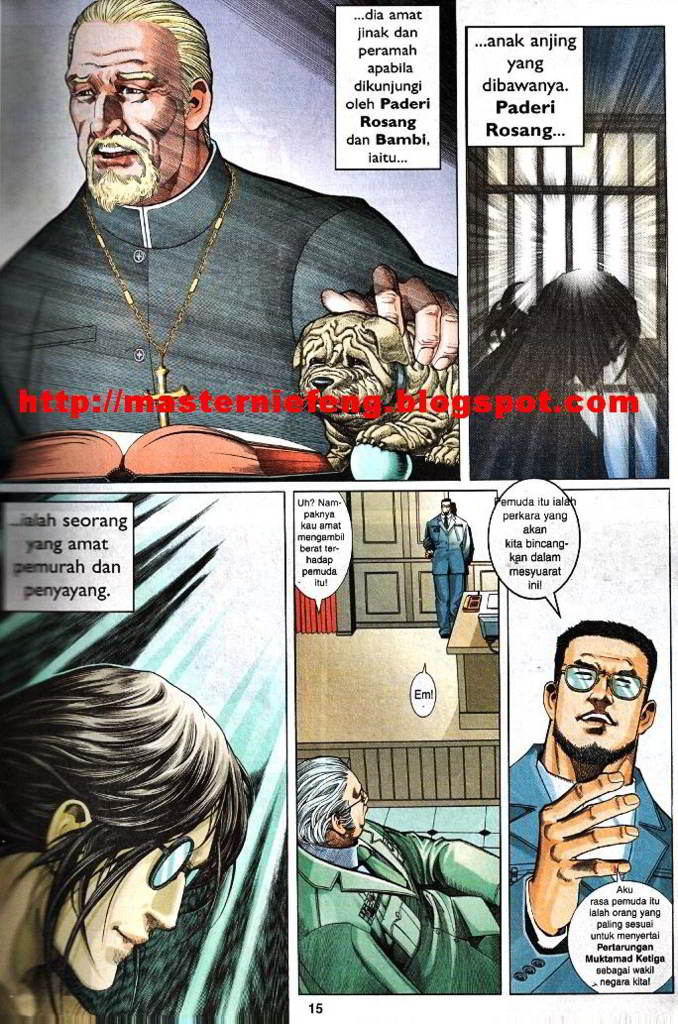 ...dia amat
jinak dan
peramah
apabila
dikunjungi
oleh Paderi
Rosang
dan Bambi,
iaitu...
...anak anjing
yang
dibawanya.
Paderi
Rosang...
http://masterniefeng.blogspot.com
...ialah seorang
yang amat
pemurah dan
penyayang.
Uh? Nam-
paknya
kau amat
mengambil
berat ter-
hadap
pemuda
itu!
Em!
Pemuda itu ialah
perkara yang
akan
kita bincang-
kan dalam
mesyuarat
ini!
Aku
rasa pemuda itu
ialah orang yang
paling sesuai
untuk menyertai
Pertarungan
Muktamad Ketiga
sebagai wakil
negara kita!
15